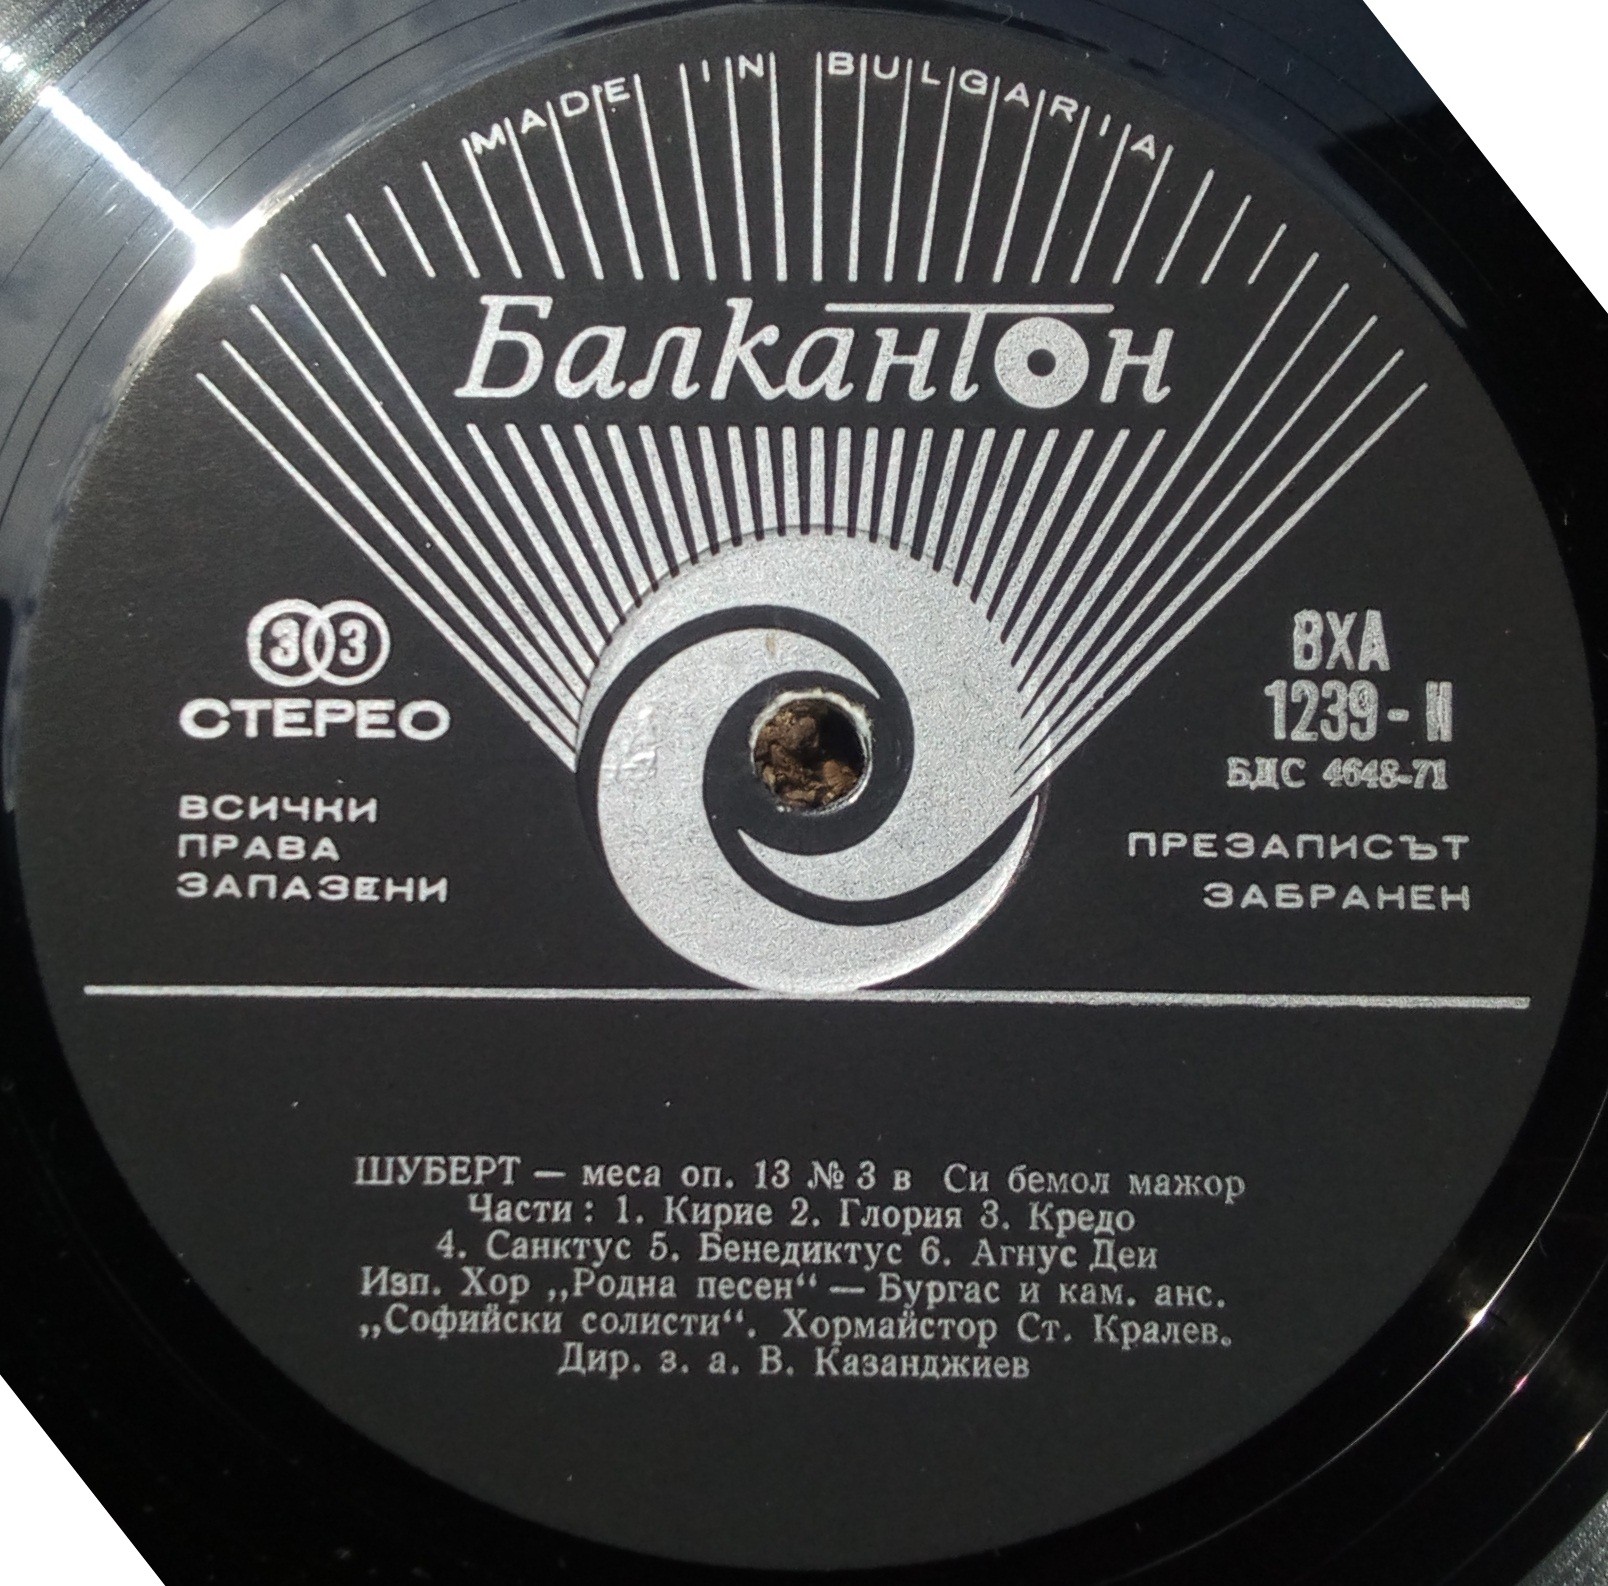 MADE IN BULGARIA
Балкантон
33
СТЕРЕО
ВСИЧКИ
ПРАВА
ЗАПАЗЕНИ
ВХА
1239-II
БДС 4648-71
ПРЕЗАПИСЪТ
ЗАБРАНЕН
ШУБЕРТ — меса оп. 13 № 3 в Си бемол мажор
Части: 1. Кирие 2. Глория 3. Кредо
4. Санктус 5. Бенедиктус 6. Агнус Деи
Изп. Хор „Родна песен“ — Бургас и кам. анс.
„Софийски солисти“. Хормайстор Ст. Кралев.
Дир. з. а. В. Казанджиев